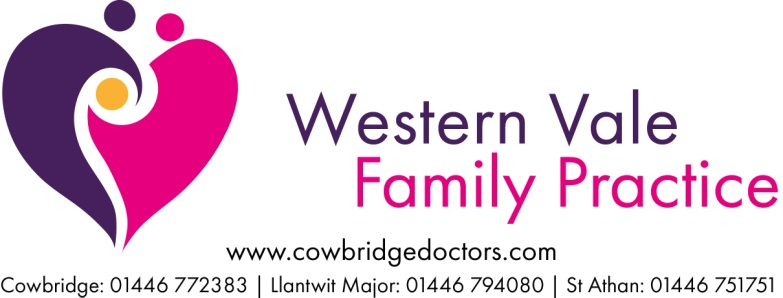 Western Vale
Family Practice
www.cowbridgedoctors.com
Cowbridge: 01446 772383 | Llantwit Major: 01446 794080 | St Athan: 01446 751751